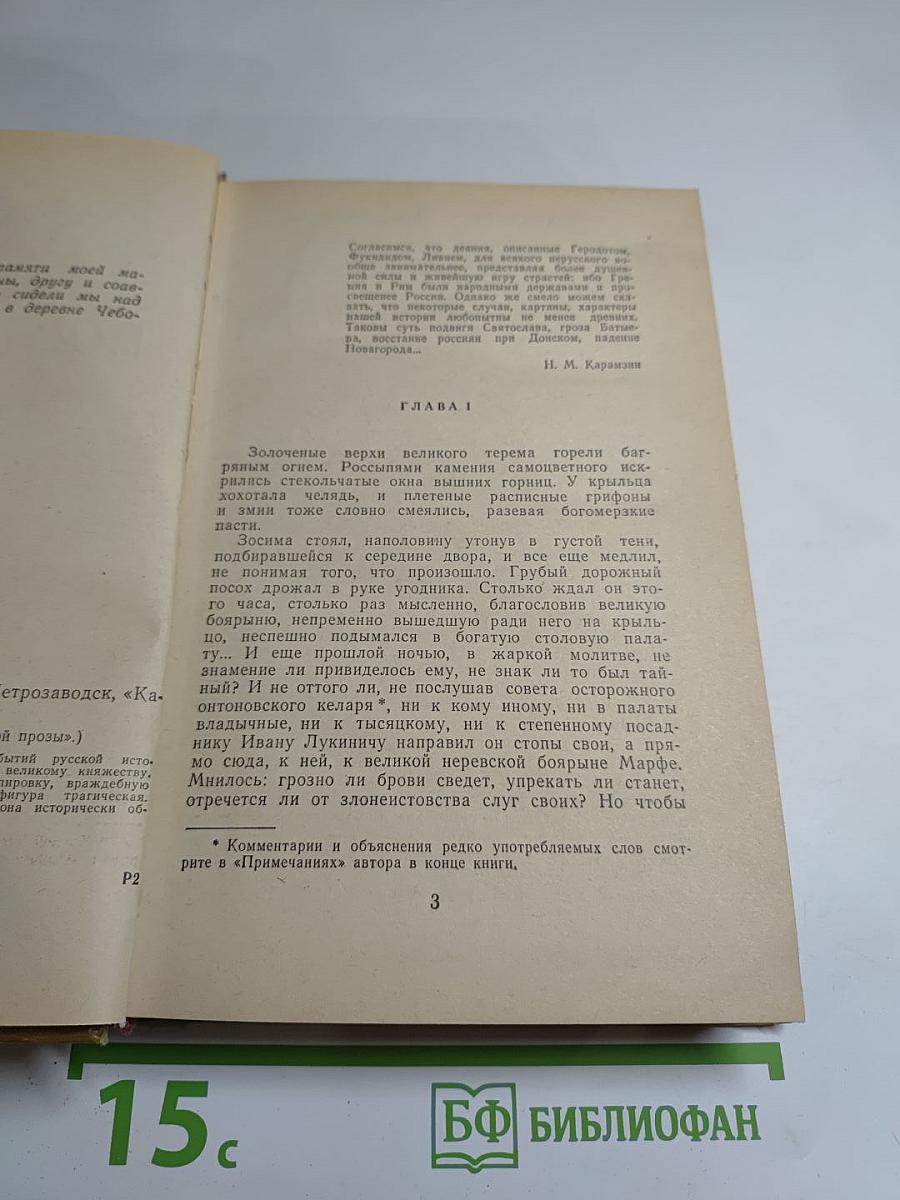 памяти моей ма-
ны, другу и соав-
сидели мы над
в деревне Чебо-
Петрозаводск, «Ка-
й прозы».)
бытий русской исто-
великому княжеству,
пировку, враждебную
фигура трагическая.
она исторически об-
Р2
Согласимся, что деяния, описанные Геродотом,
Фукидидом, Ливием, для всякого нерусского во-
обще занимательнее, представляя более душев-
ной силы и живейшую игру страстей: ибо Гре-
ция и Рим были народными державами и про-
свещенее России. Однако же смело можем ска-
зать, что некоторые случаи, картины, характеры
нашей истории любопытны не менее древних.
Таковы суть подвиги Святослава, гроза Батые-
ва, восстание россиян при Донском, падение
Новагорода...
Н. М. Карамзин
ГЛАВА 1
Золоченые верхи великого терема горели баг-
ряным огнем. Россыпями камения самоцветного иск-
рились стекольчатые окна вышних горниц. У крыльца
хохотала челядь, и плетеные расписные грифоны
и змии тоже словно смеялись, разевая богомерзкие
пасти.
Зосима стоял, наполовину утонув в густой тени,
подбиравшейся к середине двора, и все еще медлил,
не понимая того, что произошло. Грубый дорожный
посох дрожал в руке угодника. Столько ждал он это-
го часа, столько раз мысленно, благословив великую
боярыню, непременно вышедшую ради него на крыль-
цо, неспешно подымался в богатую столовую пала-
ту... И еще прошлой ночью, в жаркой молитве, не
знамение ли привиделось ему, не знак ли то был тай-
ный? И не оттого ли, не послушав совета осторожного
онтоновского келаря*, ни к кому иному, ни в палаты
владычные, ни к тысяцкому, ни к степенному посад-
нику Ивану Лукиничу направил он стопы свои, а пря-
мо сюда, к ней, к великой неревской боярыне Марфе.
Мнилось: грозно ли брови сведет, упрекать ли станет,
отречется ли от злонеистовства слуг своих? Но чтобы
* Комментарии и объяснения редко употребляемых слов смот-
рите в «Примечаниях» автора в конце книги.
3
15 с
БФ БИБЛИОФАН